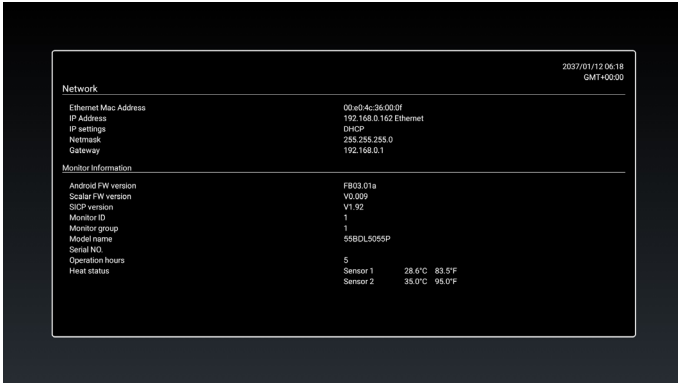 2037/01/12 06:18
GMT+00:00
Network
Ethernet Mac Address 00:e0:4c:36:00:0f
IP Address 192.168.0.162 Ethernet
IP settings DHCP
Netmask 255.255.255.0
Gateway 192.168.0.1
Monitor Information
Android FW version FB03.01a
Scalar FW version V0.009
SICP version V1.92
Monitor ID 1
Monitor group 1
Model name 55BDL5055P
Serial NO.
Operation hours 5
Heat status Sensor 1 28.6°C 83.5°F
Sensor 2 35.0°C 95.0°F